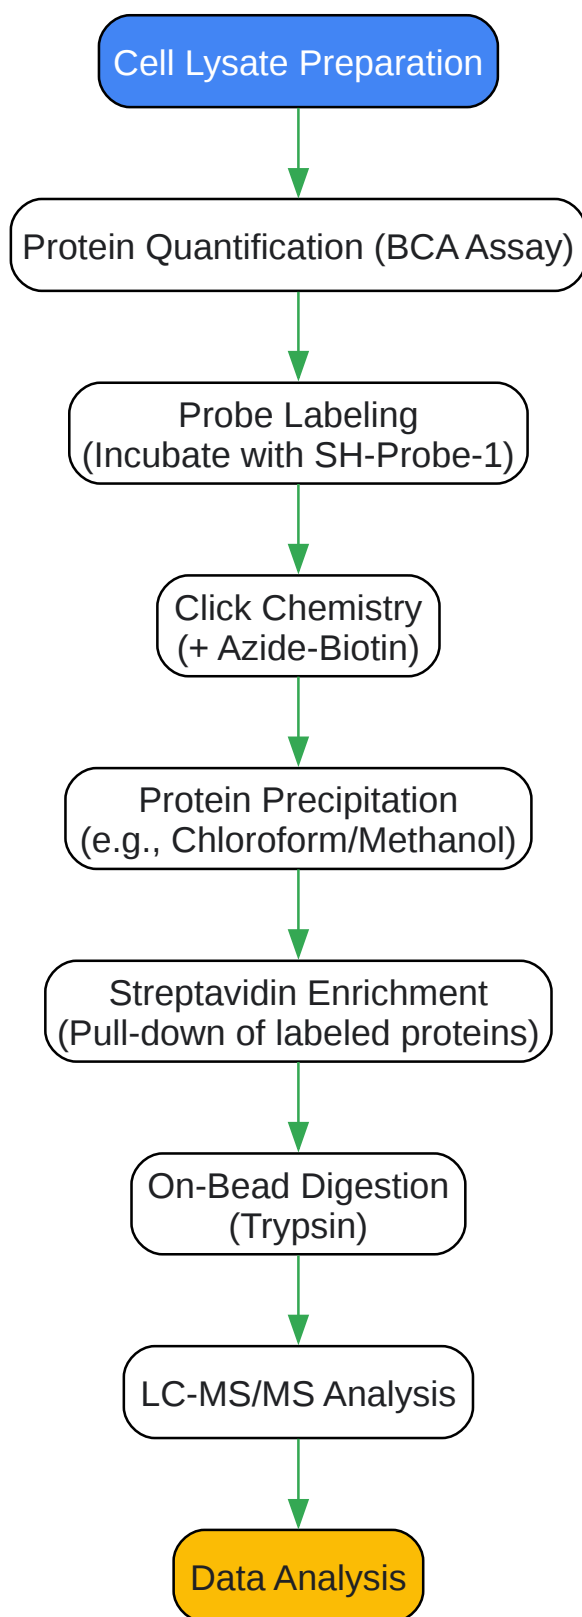 Cell Lysate Preparation
Protein Quantification (BCA Assay)
Probe Labeling
(Incubate with SH-Probe-1)
Click Chemistry
(+ Azide-Biotin)
Protein Precipitation
(e.g., Chloroform/Methanol)
Streptavidin Enrichment
(Pull-down of labeled proteins)
On-Bead Digestion
(Trypsin)
LC-MS/MS Analysis
Data Analysis